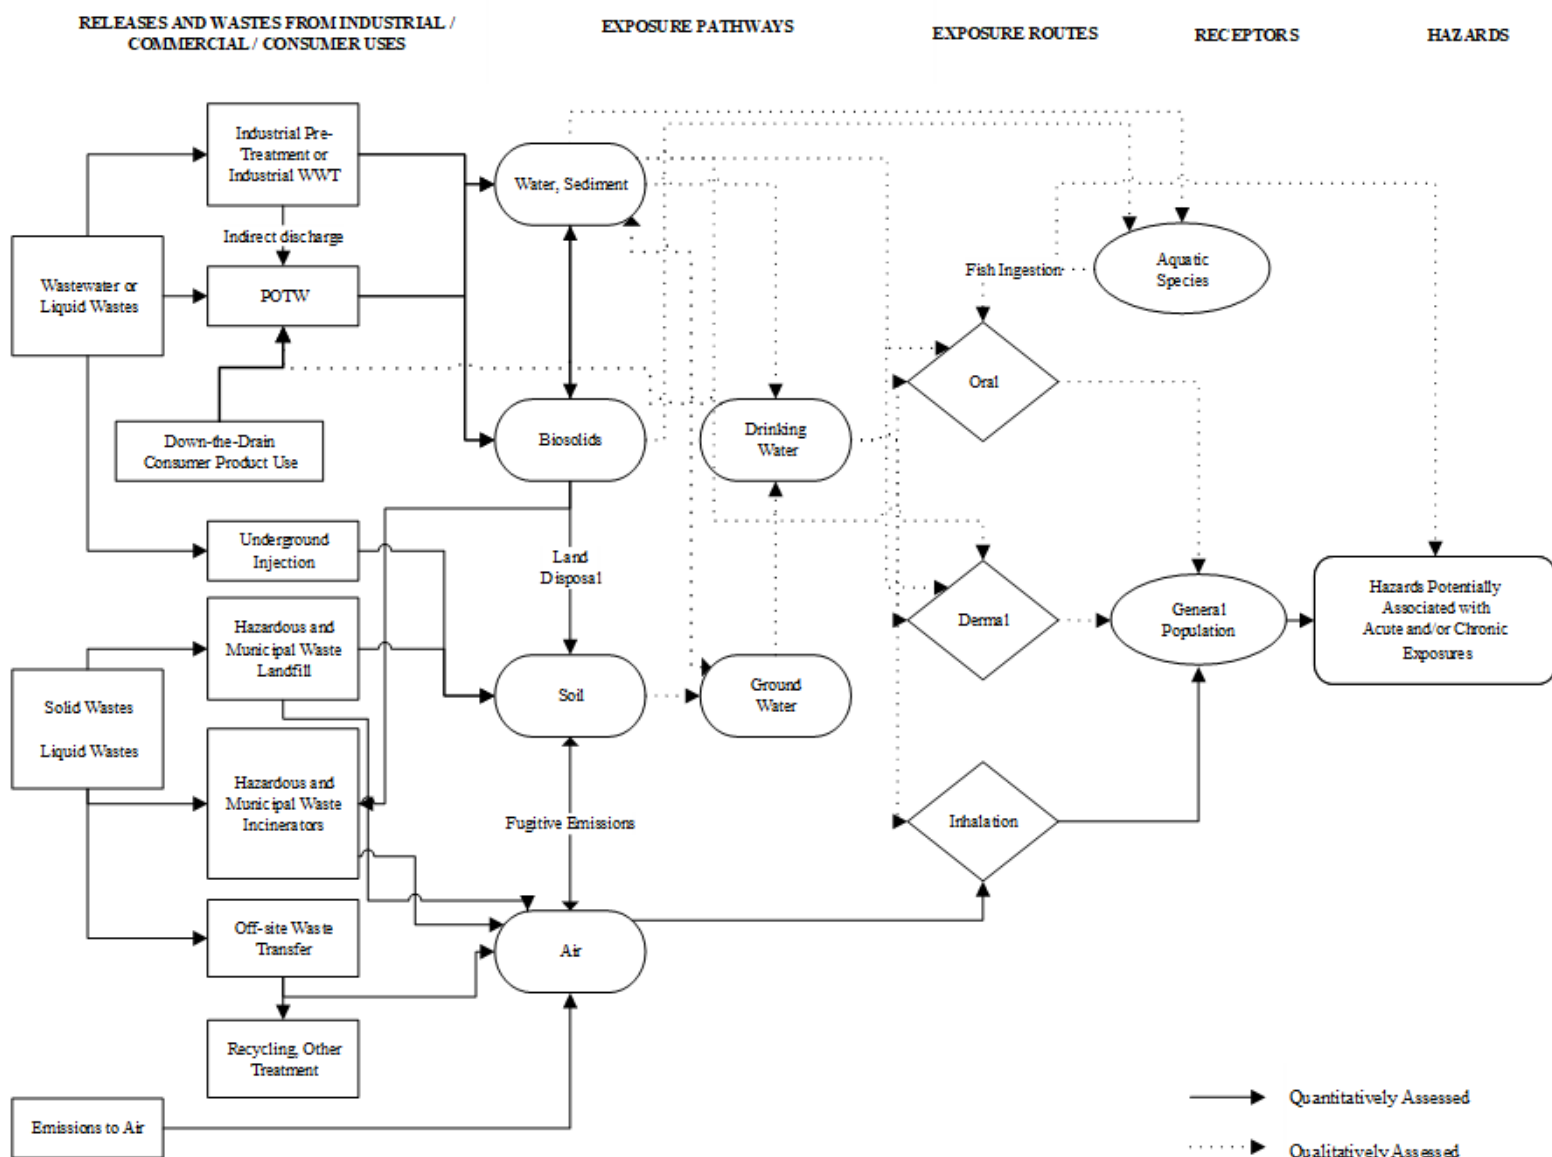 RELEASES AND WASTES FROM INDUSTRIAL /
COMMERCIAL / CONSUMER USES
EXPOSURE PATHWAYS
EXPOSURE ROUTES
RECEPTORS
HAZARDS
Industrial Pre-
Treatment or
Industrial WWT
Indirect discharge
Wastewater or
Liquid Wastes
POTW
Down-the-Drain
Consumer Product Use
Underground
Injection
Hazardous and
Municipal Waste
Landfill
Solid Wastes
Liquid Wastes
Hazardous and
Municipal Waste
Incinerators
Off-site Waste
Transfer
Recycling, Other
Treatment
Emissions to Air
Water, Sediment
Biosolids
Land
Disposal
Soil
Fugitive Emissions
Air
Drinking
Water
Ground
Water
Fish Ingestion
Oral
Dermal
Inhalation
Aquatic
Species
General
Population
Hazards Potentially
Associated with
Acute and/or Chronic
Exposures
Quantitatively Assessed
Qualitatively Assessed